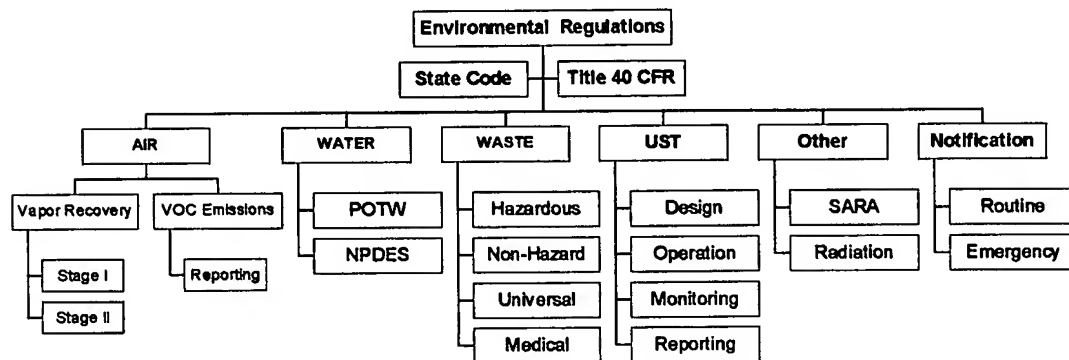 Environmental Regulations
State Code
Title 40 CFR
AIR
WATER
WASTE
UST
Other
Notification
Vapor Recovery
VOC Emissions
POTW
Hazardous
Design
SARA
Routine
NPDES
Non-Hazard
Operation
Radiation
Emergency
Stage I
Reporting
Stage II
Universal
Monitoring
Medical
Reporting